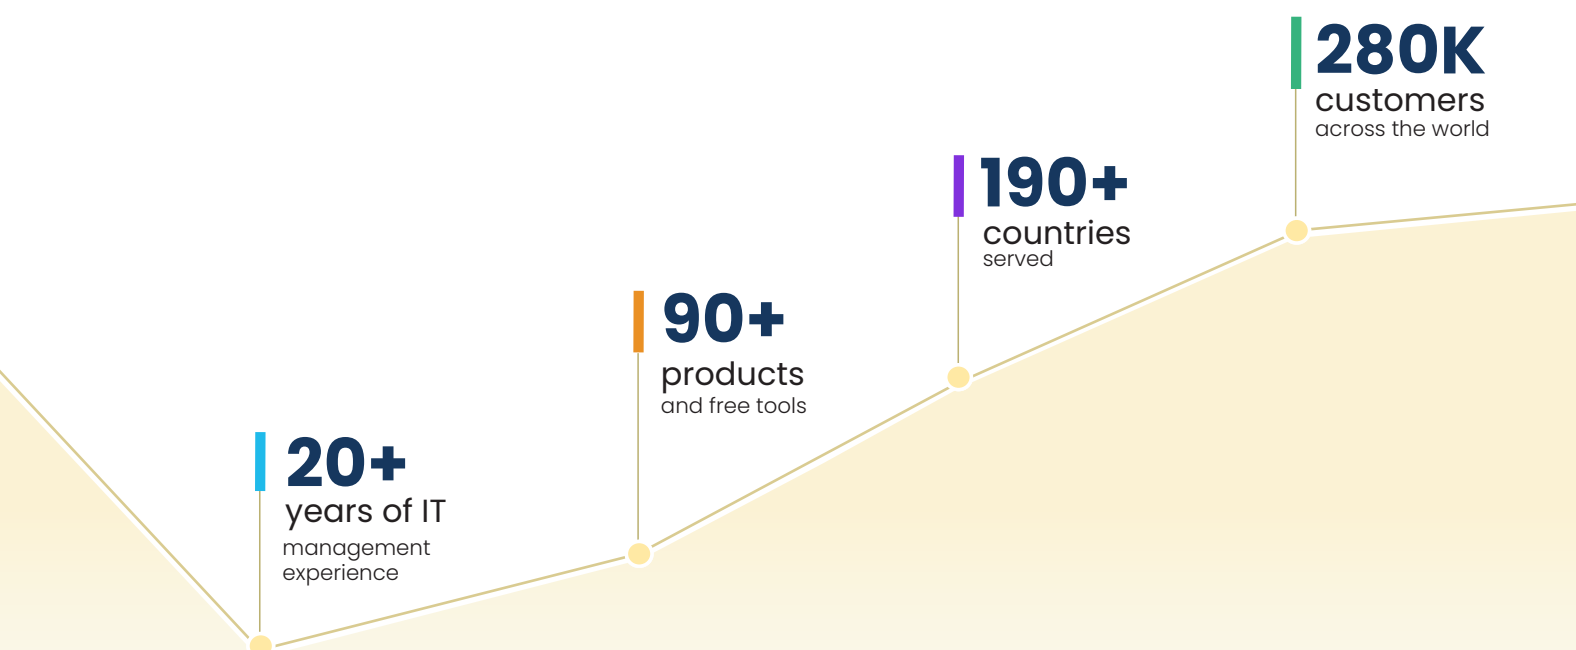 20+
years of IT
management
experience
90+
products
and free tools
190+
countries
served
280K
customers
across the world